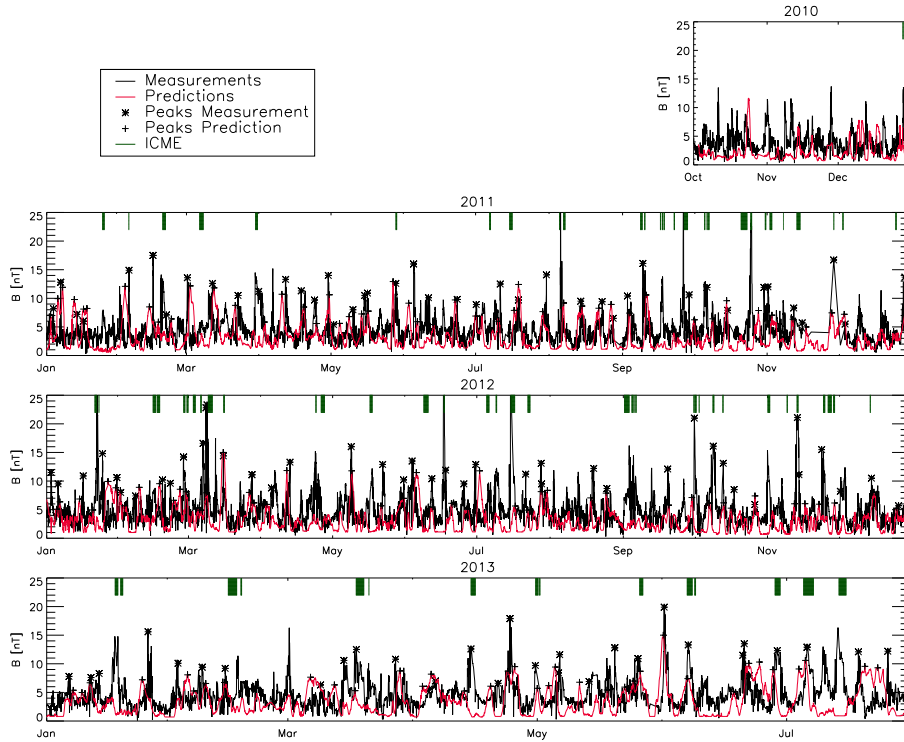 2010
25
20
15
10
5
0
B [nT]
Oct Nov Dec
Measurements
Predictions
Peaks Measurement
Peaks Prediction
ICME
2011
25
20
15
10
5
0
B [nT]
Jan Mar May Jul Sep Nov
2012
25
20
15
10
5
0
B [nT]
Jan Mar May Jul Sep Nov
2013
25
20
15
10
5
0
B [nT]
Jan Mar May Jul